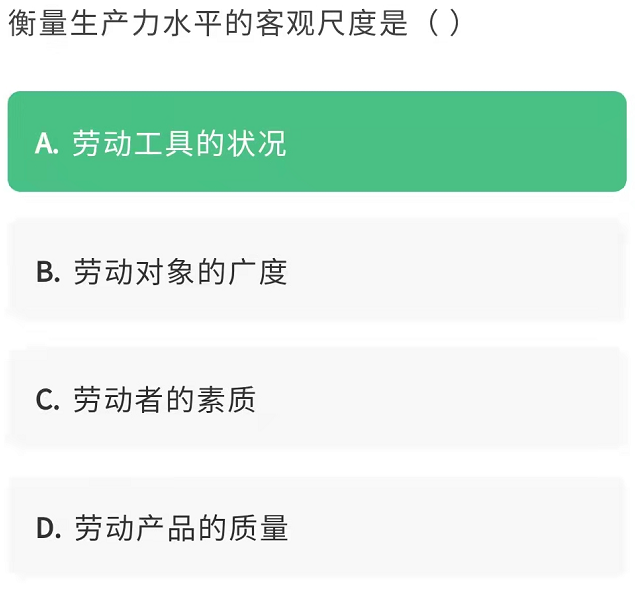 衡量生产力水平的客观尺度是（ ）
A. 劳动工具的状况
B. 劳动对象的广度
C. 劳动者的素质
D. 劳动产品的质量